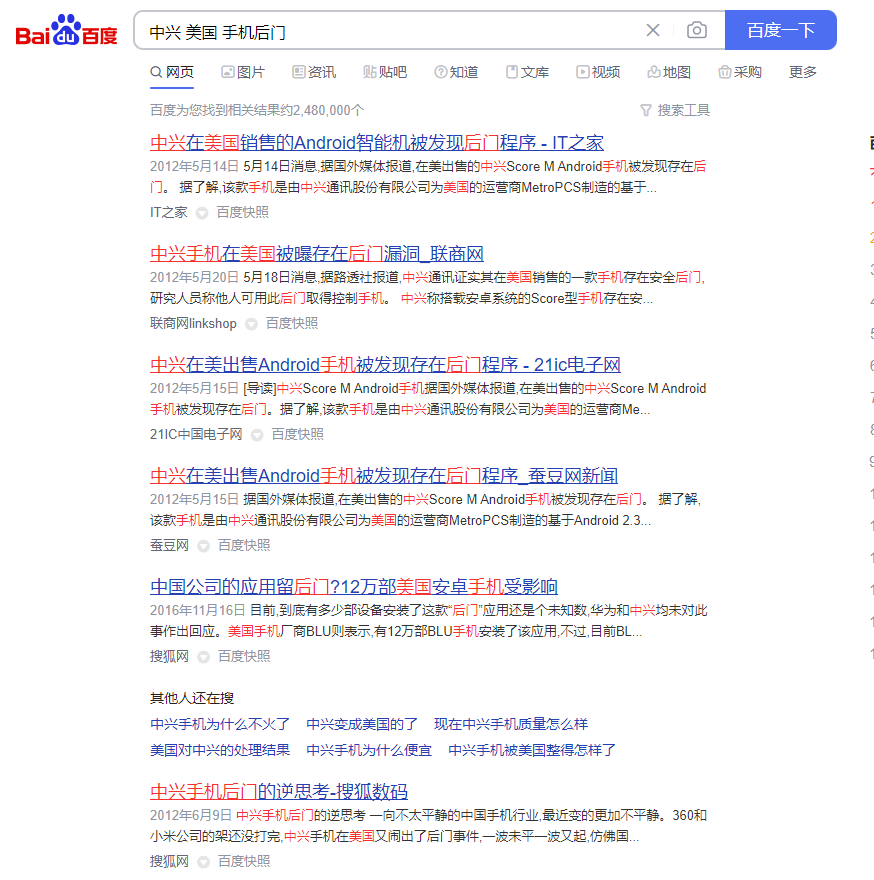 Bai du 百度
中兴 美国 手机后门
百度一下
网页 图片 资讯 贴吧 知道 文库 视频 地图 采购 更多
百度为您找到相关结果约2,480,000个 搜索工具
中兴在美国销售的Android智能机被发现后门程序 - IT之家
2012年5月14日 5月14日消息,据国外媒体报道,在美出售的中兴Score M Android手机被发现存在后
门。 据了解,该款手机是由中兴通讯股份有限公司为美国的运营商MetroPCS制造的基于...
IT之家 百度快照
中兴手机在美国被曝存在后门漏洞_联商网
2012年5月20日 5月18日消息,据路透社报道,中兴通讯证实其在美国销售的一款手机存在安全后门,
研究人员称他人可用此后门取得控制手机。 中兴称搭载安卓系统的Score型手机存在安...
联商网linkshop 百度快照
中兴在美出售Android手机被发现存在后门程序 - 21ic电子网
2012年5月15日 [导读]中兴Score M Android手机据国外媒体报道,在美出售的中兴Score M Android
手机被发现存在后门。据了解,该款手机是由中兴通讯股份有限公司为美国的运营商Me...
21IC中国电子网 百度快照
中兴在美出售Android手机被发现存在后门程序_蚕豆网新闻
2012年5月15日 据国外媒体报道,在美出售的中兴Score M Android手机被发现存在后门。 据了解,
该款手机是由中兴通讯股份有限公司为美国的运营商MetroPCS制造的基于Android 2.3...
蚕豆网 百度快照
中国公司的应用留后门?12万部美国安卓手机受影响
2016年11月16日 目前,到底有多少部设备安装了这款“后门”应用还是个未知数,华为和中兴均未对此
事作出回应。美国手机厂商BLU则表示,有12万部BLU手机安装了该应用,不过,目前BL...
搜狐网 百度快照
其他人还在搜
中兴手机为什么不火了 中兴变成美国的了 现在中兴手机质量怎么样
美国对中兴的处理结果 中兴手机为什么便宜 中兴手机被美国整得怎样了
中兴手机后门的逆思考-搜狐数码
2012年6月9日 中兴手机后门的逆思考 一向不太平静的中国手机行业,最近变的更加不平静。360和
小米公司的架还没打完,中兴手机在美国又闹出了后门事件,一波未平一波又起,仿佛国...
搜狐网 百度快照